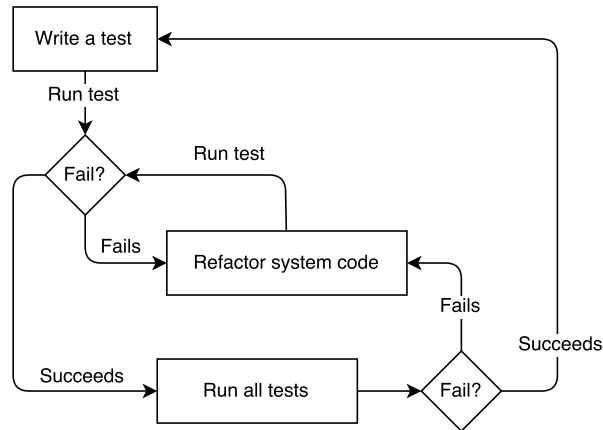 Write a test
Run test
Run test
Fail?
Fails
Refactor system code
Fails
Succeeds
Succeeds
Run all tests
Fail?